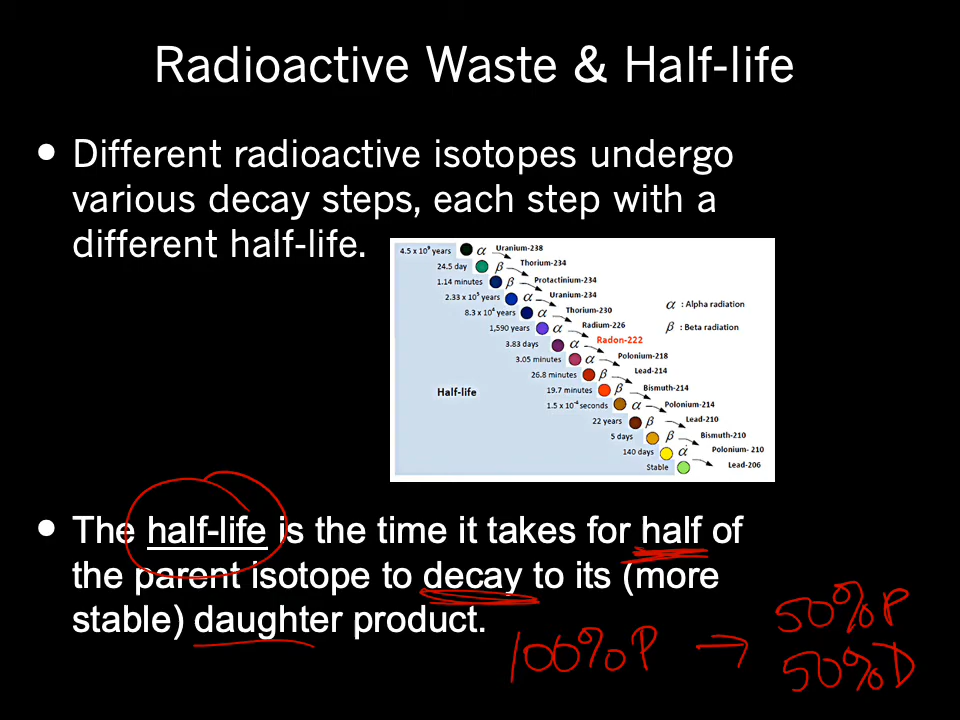 Radioactive Waste & Half-life
• Different radioactive isotopes undergo
various decay steps, each step with a
different half-life.
4.5 x 10⁹ years α Uranium-238
24.5 day β Thorium-234
1.14 minutes β Protactinium-234
2.33 x 10⁵ years α Uranium-234
8.3 x 10⁴ years α Thorium-230
1,590 years α Radium-226
3.83 days α Radon-222
3.05 minutes α Polonium-218
26.8 minutes β Lead-214
19.7 minutes β Bismuth-214
1.5 x 10⁻⁴ seconds α Polonium-214
22 years β Lead-210
5 days β Bismuth-210
140 days α Polonium- 210
Stable Lead-206
α : Alpha radiation
β : Beta radiation
Half-life
• The half-life is the time it takes for half of
the parent isotope to decay to its (more
stable) daughter product.
100%P → 50%P
50%D